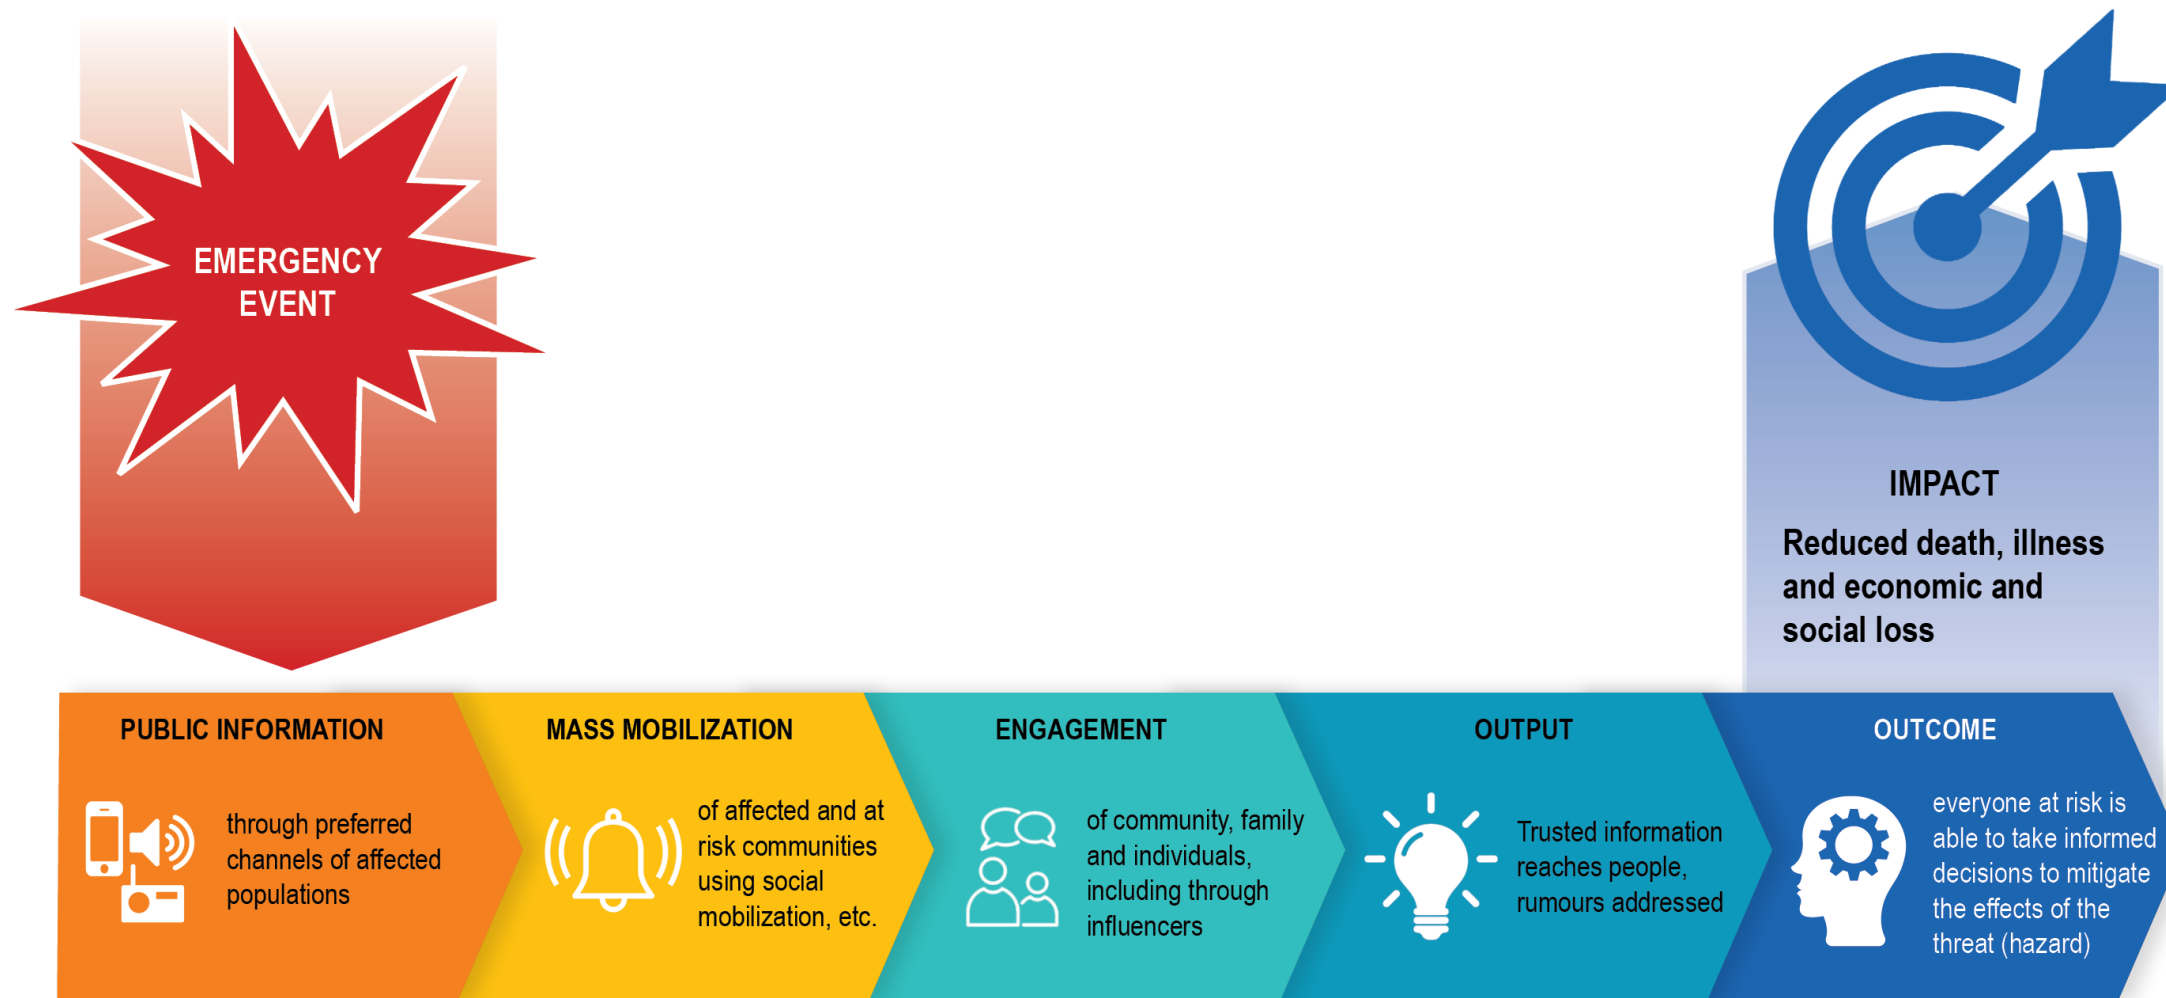 EMERGENCY
EVENT
IMPACT
Reduced death, illness
and economic and
social loss
PUBLIC INFORMATION
through preferred
channels of affected
populations
MASS MOBILIZATION
of affected and at
risk communities
using social
mobilization, etc.
ENGAGEMENT
of community, family
and individuals,
including through
influencers
OUTPUT
Trusted information
reaches people,
rumours addressed
OUTCOME
everyone at risk is
able to take informed
decisions to mitigate
the effects of the
threat (hazard)